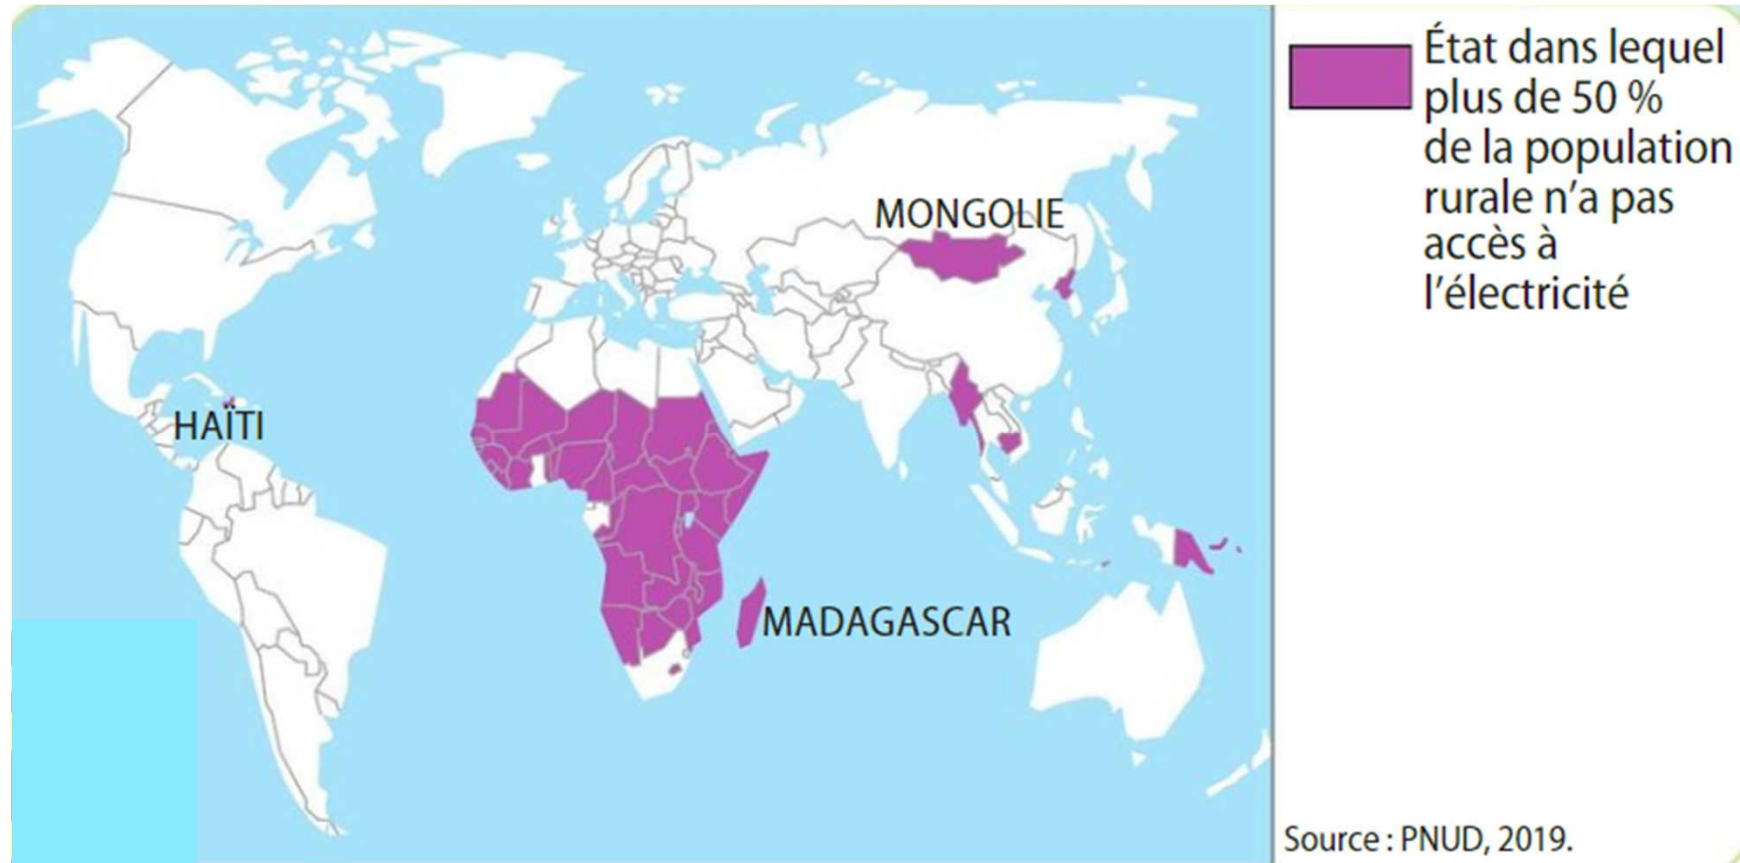 État dans lequel
plus de 50 %
de la population
rurale n'a pas
accès à
l'électricité
MONGOLIE
HAÏTI
MADAGASCAR
Source : PNUD, 2019.